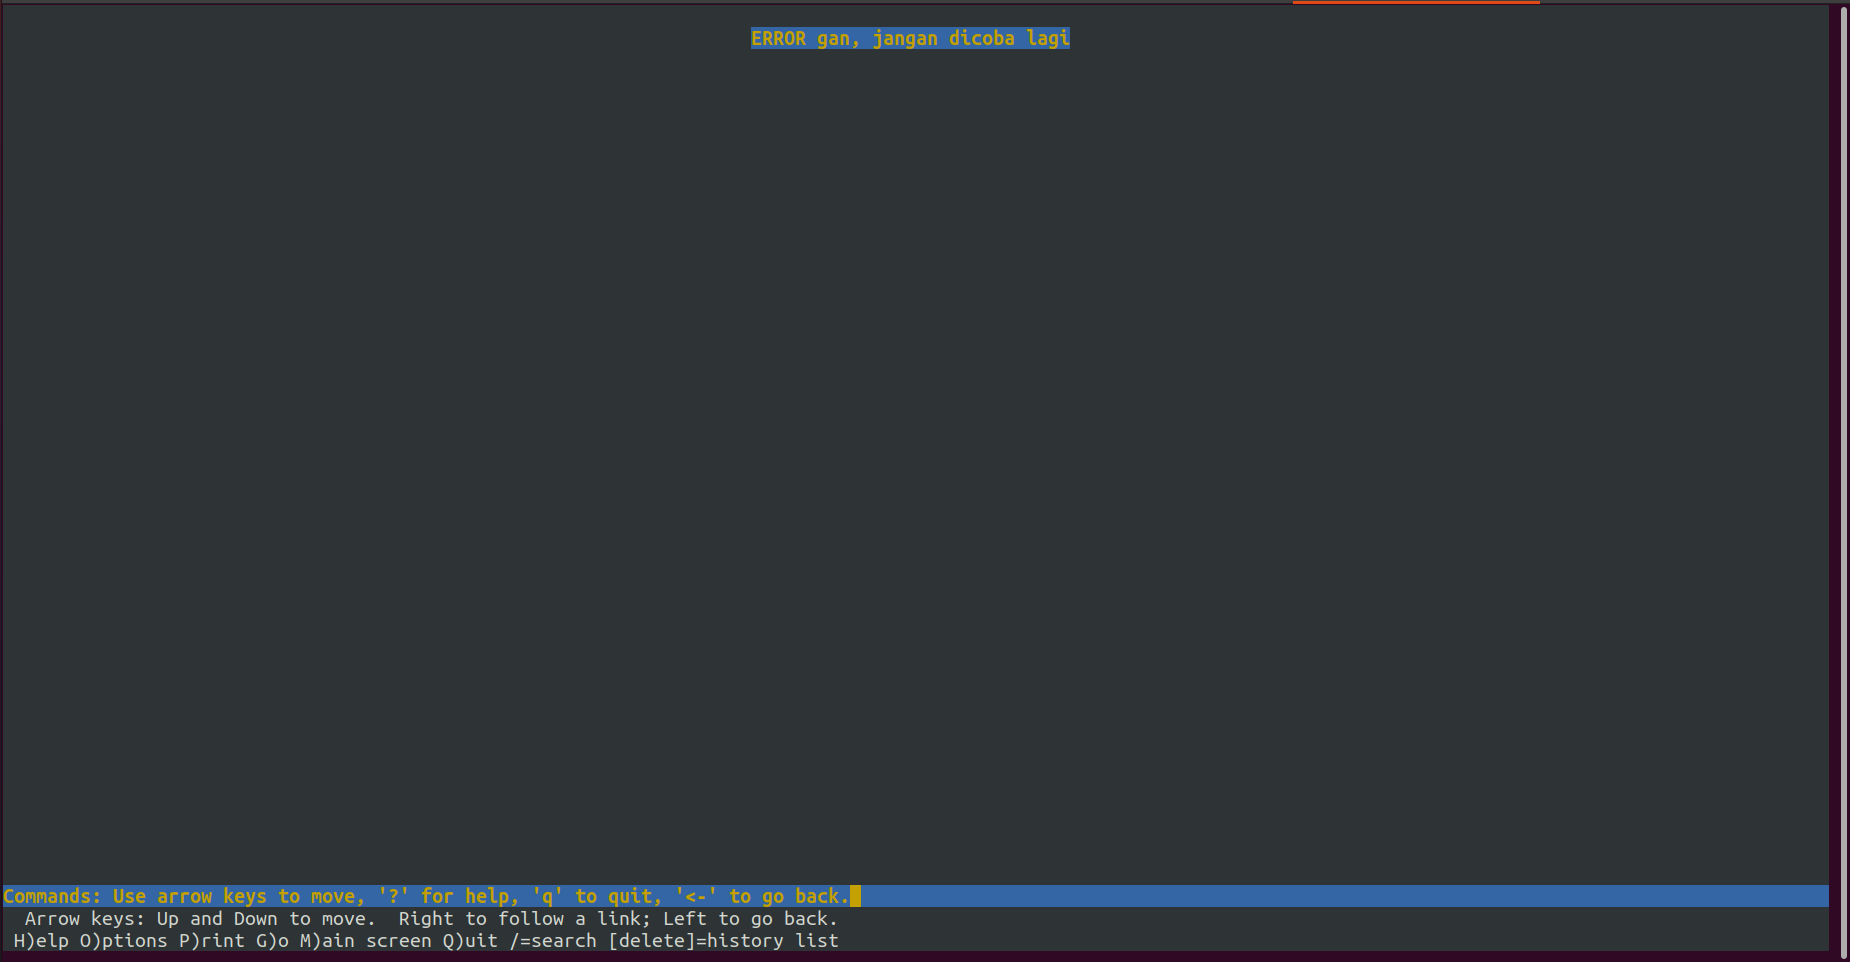 ERROR gan, jangan dicoba lagi
Commands: Use arrow keys to move, '?' for help, 'q' to quit, '<-' to go back.
Arrow keys: Up and Down to move.  Right to follow a link; Left to go back.
H)elp O)ptions P)rint G)o M)ain screen Q)uit /=search [delete]=history list